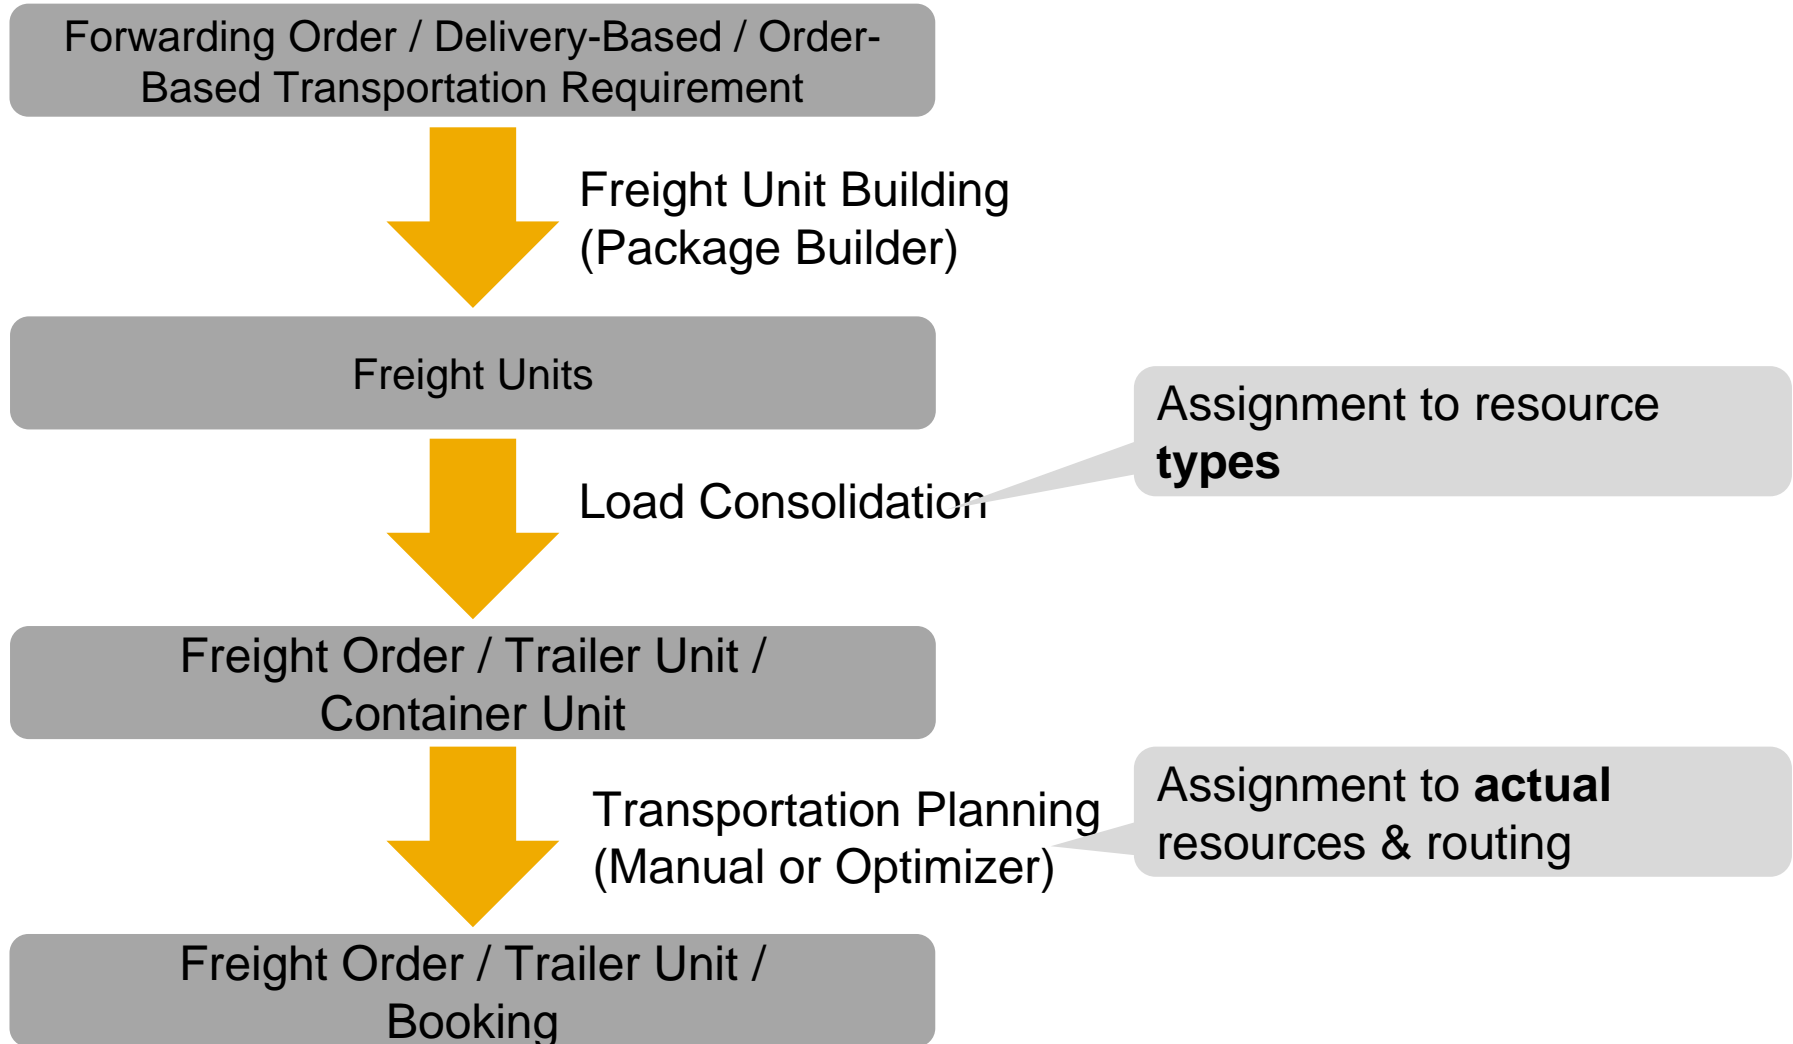 Forwarding Order / Delivery-Based / Order-
Based Transportation Requirement
Freight Unit Building
(Package Builder)
Freight Units
Assignment to resource
types
Load Consolidation
Freight Order / Trailer Unit /
Container Unit
Assignment to actual
resources & routing
Transportation Planning
(Manual or Optimizer)
Freight Order / Trailer Unit /
Booking